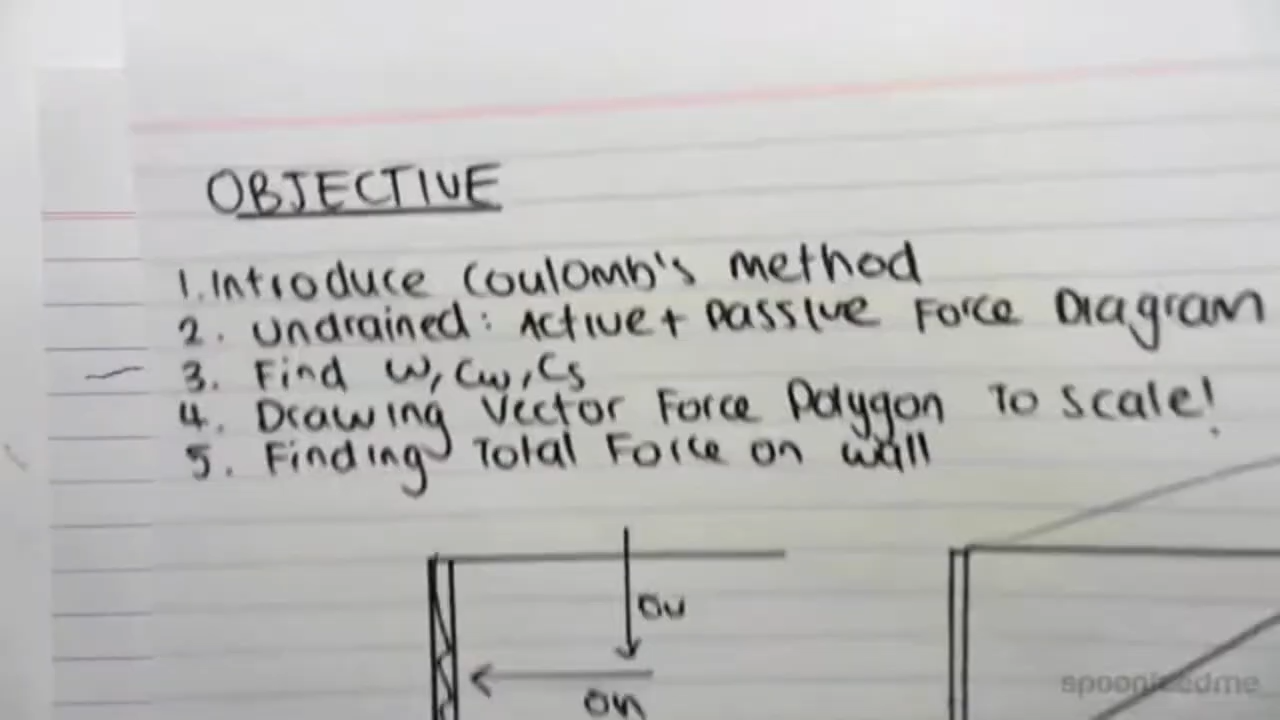 OBJECTIVE
1. Introduce Coulomb's method
2. Undrained: Active + Passive Force Diagram
3. Find W, Cw, Cs
4. Drawing Vector Force Polygon To Scale!
5. Finding Total Force on wall
σv
σh
spoonfeedme